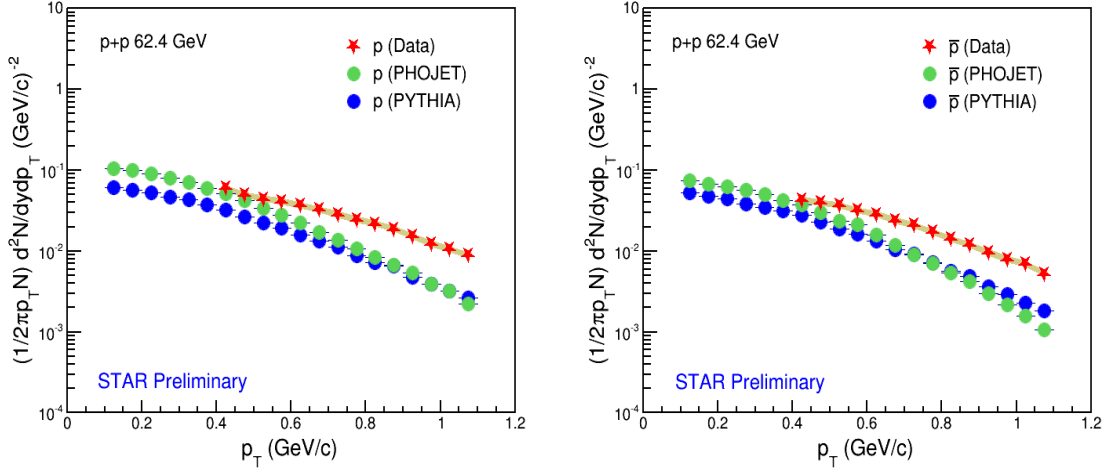 p+p 62.4 GeV
p (Data)
p (PHOJET)
p (PYTHIA)
STAR Preliminary
(1/2πp_T N) d²N/dydp_T (GeV/c)⁻²
10
1
10⁻¹
10⁻²
10⁻³
10⁻⁴
0 0.2 0.4 0.6 0.8 1 1.2
p_T (GeV/c)
p+p 62.4 GeV
p̅ (Data)
p̅ (PHOJET)
p̅ (PYTHIA)
STAR Preliminary
(1/2πp_T N) d²N/dydp_T (GeV/c)⁻²
10
1
10⁻¹
10⁻²
10⁻³
10⁻⁴
0 0.2 0.4 0.6 0.8 1 1.2
p_T (GeV/c)